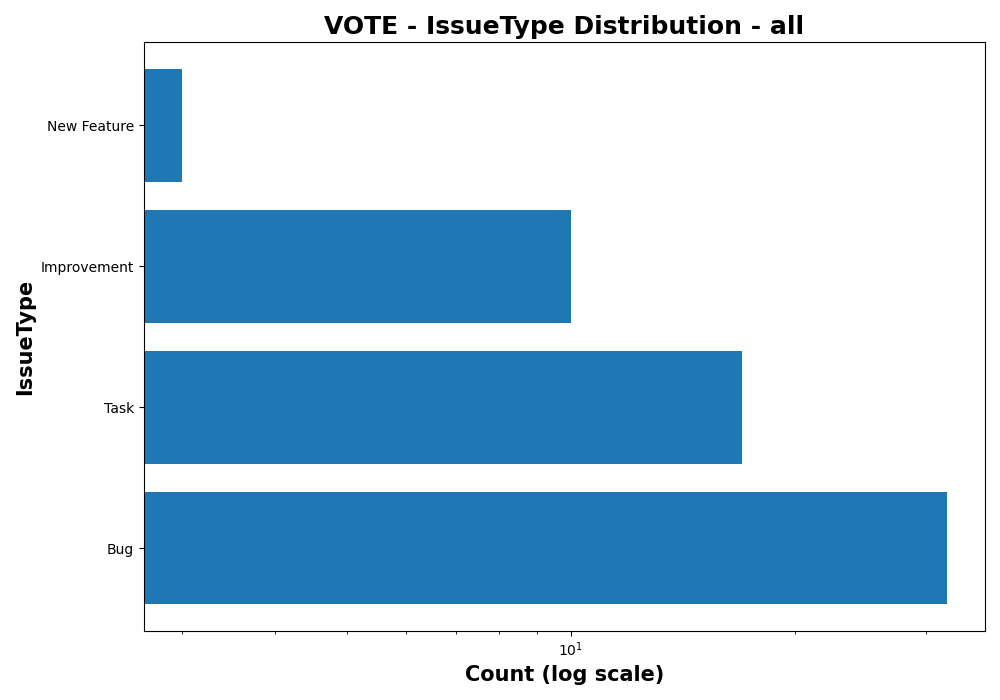 VOTE - IssueType Distribution - all
New Feature
Improvement
Task
Bug
IssueType
10¹
Count (log scale)